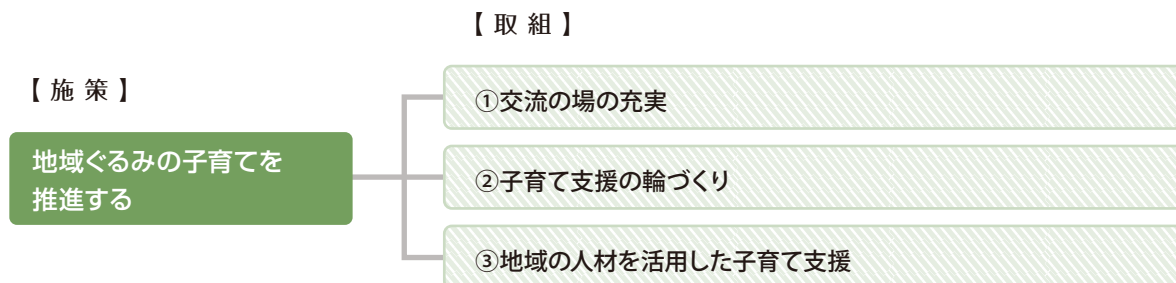 【取組】
【施策】
①交流の場の充実
地域ぐるみの子育てを
推進する
②子育て支援の輪づくり
③地域の人材を活用した子育て支援